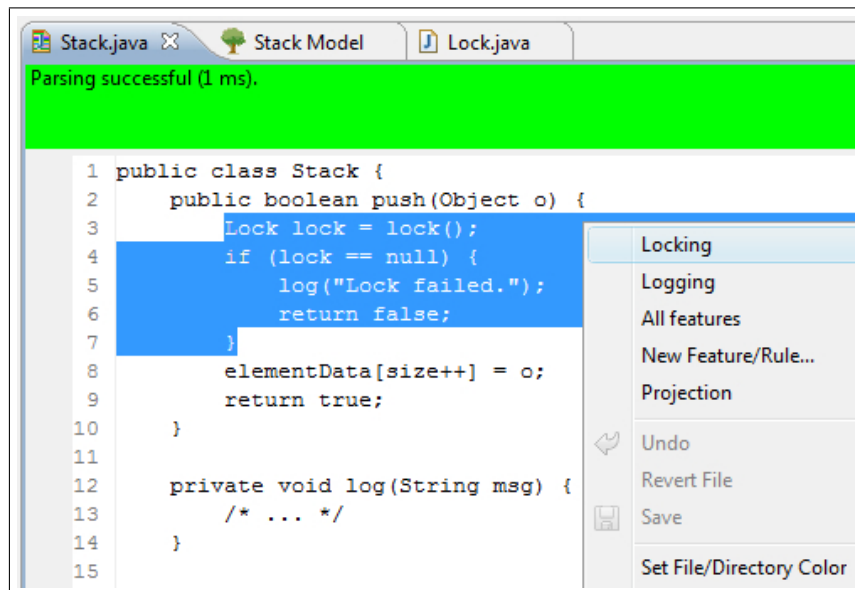 Stack.java Stack Model Lock.java
Parsing successful (1 ms).
1 public class Stack {
2 public boolean push(Object o) {
3 Lock lock = lock();
4 if (lock == null) {
5 log("Lock failed.");
6 return false;
7 }
8 elementData[size++] = o;
9 return true;
10 }
11
12 private void log(String msg) {
13 /* ... */
14 }
15
Locking
Logging
All features
New Feature/Rule...
Projection
Undo
Revert File
Save
Set File/Directory Color